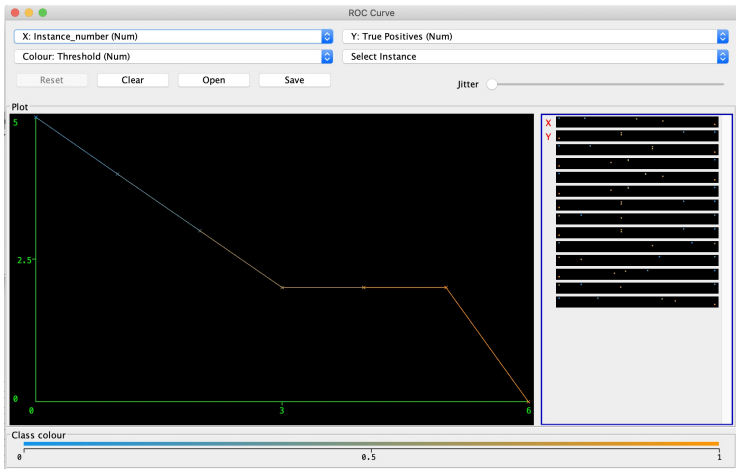 ROC Curve
X: Instance_number (Num)
Y: True Positives (Num)
Colour: Threshold (Num)
Select Instance
Reset
Clear
Open
Save
Jitter
Plot
5
2.5
0
0
3
6
X
Y
Class colour
0
0.5
1